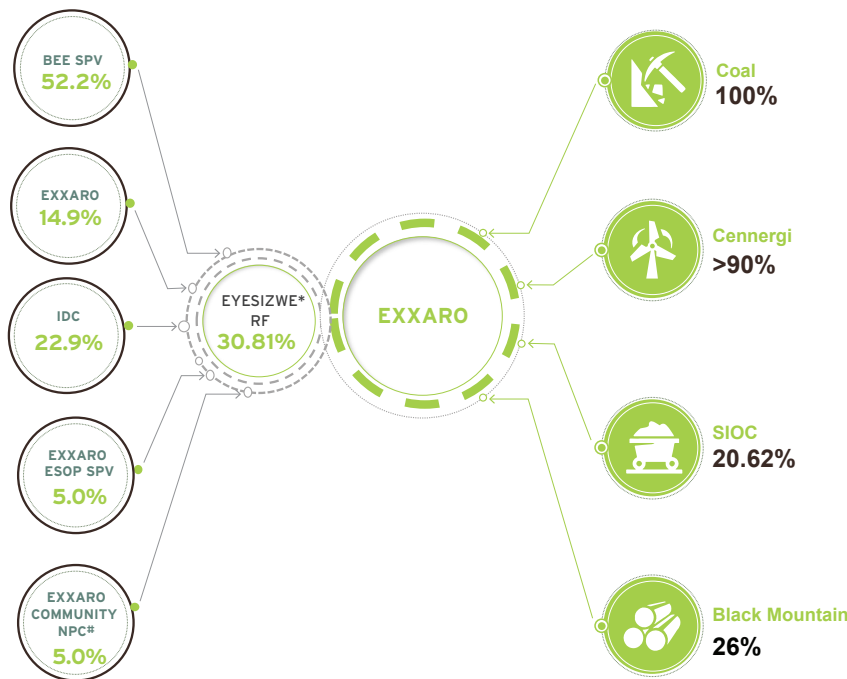 BEE SPV
52.2%
EXXARO
14.9%
IDC
22.9%
EXXARO
ESOP SPV
5.0%
EXXARO
COMMUNITY
NPC#
5.0%
EYESIZWE*
RF
30.81%
EXXARO
Coal
100%
Cennergi
>90%
SIOC
20.62%
Black Mountain
26%